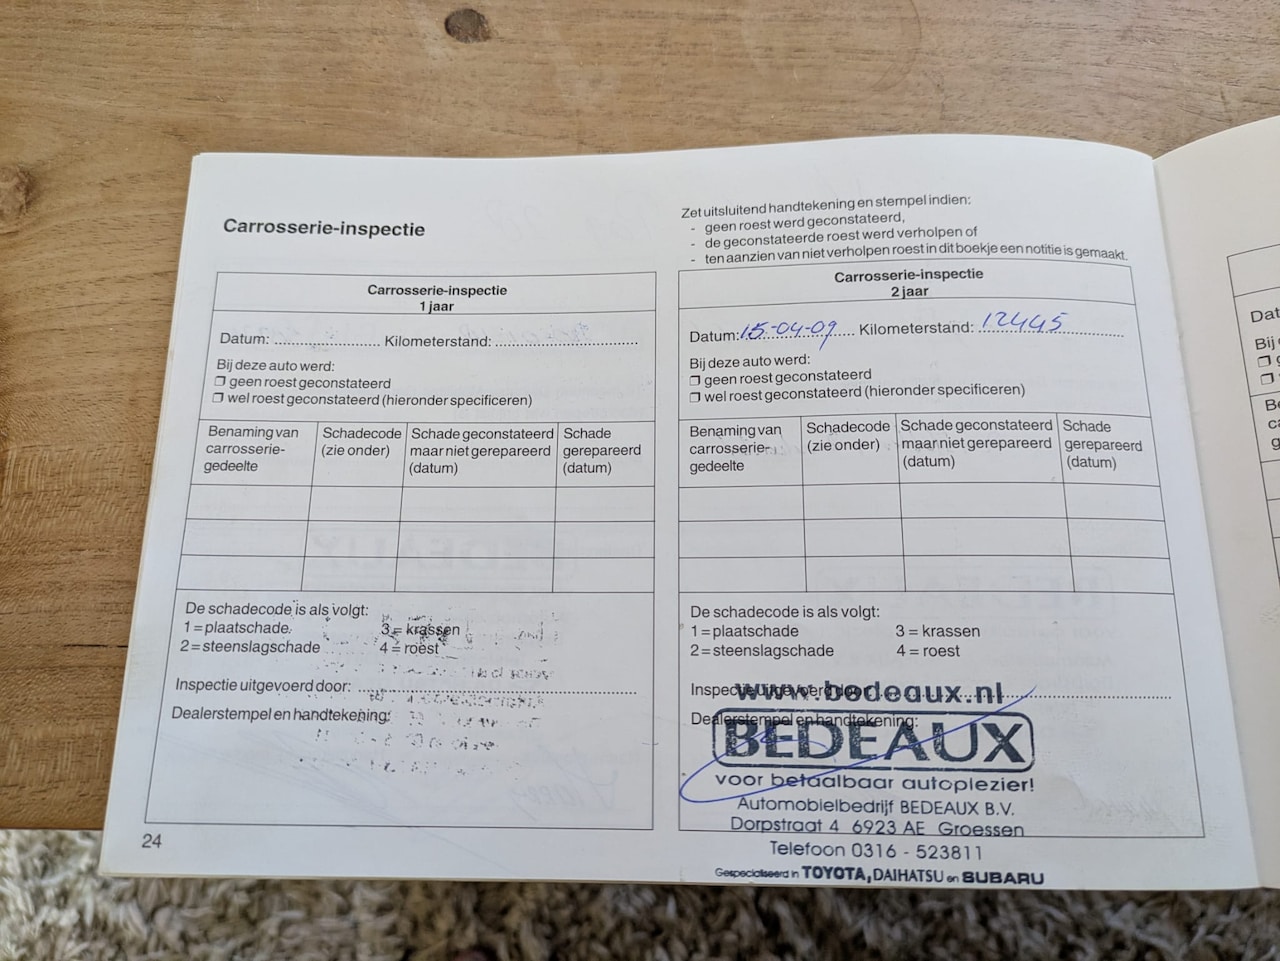 Carrosserie-inspectie
Carrosserie-inspectie
1 jaar
Datum: .................... Kilometerstand: ....................
Bij deze auto werd:
❒ geen roest geconstateerd
❒ wel roest geconstateerd (hieronder specificeren)
Benaming van carrosserie-gedeelte
Schadecode (zie onder)
Schade geconstateerd maar niet gerepareerd (datum)
Schade gerepareerd (datum)
De schadecode is als volgt:
1 = plaatschade 3 = krassen
2 = steenslagschade 4 = roest
Inspectie uitgevoerd door: ....................
Dealerstempel en handtekening:
24
Zet uitsluitend handtekening en stempel indien:
- geen roest werd geconstateerd,
- de geconstateerde roest werd verholpen of
- ten aanzien van niet verholpen roest in dit boekje een notitie is gemaakt.
Carrosserie-inspectie
2 jaar
Datum: 15-04-09 Kilometerstand: 12445
Bij deze auto werd:
❒ geen roest geconstateerd
❒ wel roest geconstateerd (hieronder specificeren)
Benaming van carrosserie-gedeelte
Schadecode (zie onder)
Schade geconstateerd maar niet gerepareerd (datum)
Schade gerepareerd (datum)
De schadecode is als volgt:
1 = plaatschade 3 = krassen
2 = steenslagschade 4 = roest
Inspectie uitgevoerd door: ....................
www.bedeaux.nl
Dealerstempel en handtekening:
BEDEAUX
voor betaalbaar autoplezier!
Automobielbedrijf BEDEAUX B.V.
Dorpstraat 4 6923 AE Groessen
Telefoon 0316 - 523811
Gespecialiseerd in TOYOTA, DAIHATSU en SUBARU
Dat
Bij